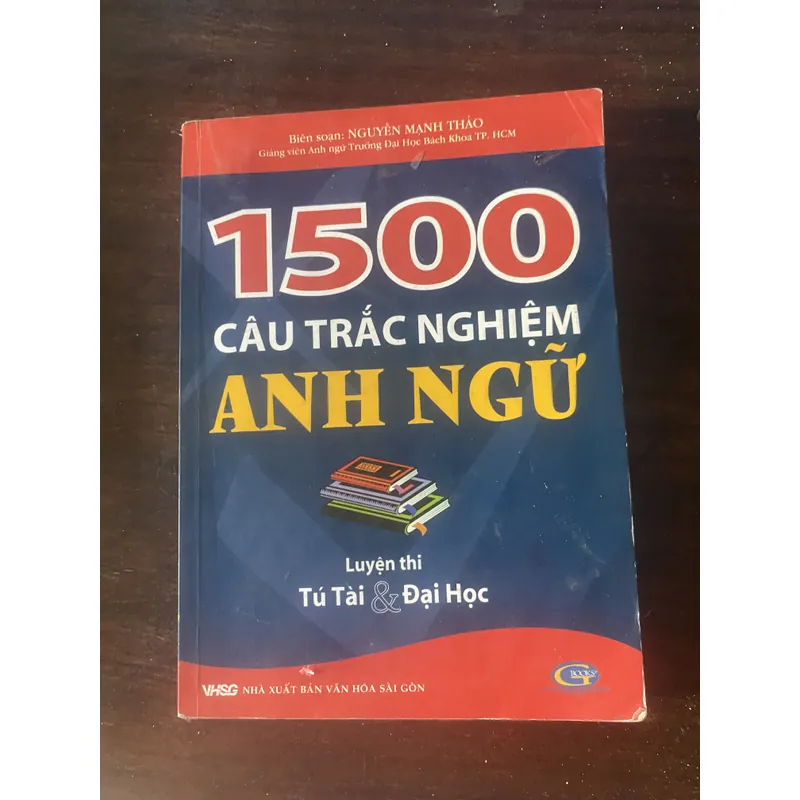 Biên soạn: NGUYỄN MẠNH THẢO
Giảng viên Anh ngữ Trường Đại Học Bách Khoa TP. HCM
1500
CÂU TRẮC NGHIỆM
ANH NGỮ
Luyện thi
Tú Tài & Đại Học
VHSG NHÀ XUẤT BẢN VĂN HÓA SÀI GÒN
BOOKS